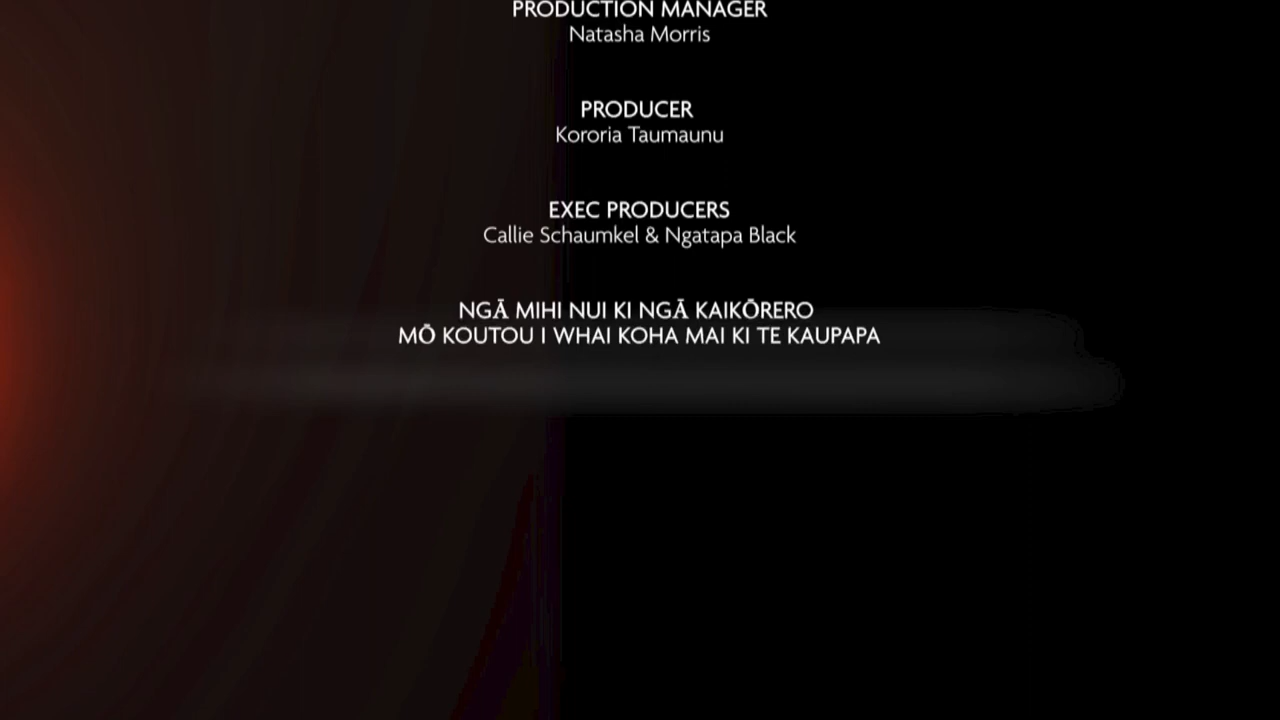 PRODUCTION MANAGER
Natasha Morris
PRODUCER
Kororia Taumaunu
EXEC PRODUCERS
Callie Schaumkel & Ngatapa Black
NGĀ MIHI NUI KI NGĀ KAIKŌRERO
MŌ KOUTOU I WHAI KOHA MAI KI TE KAUPAPA